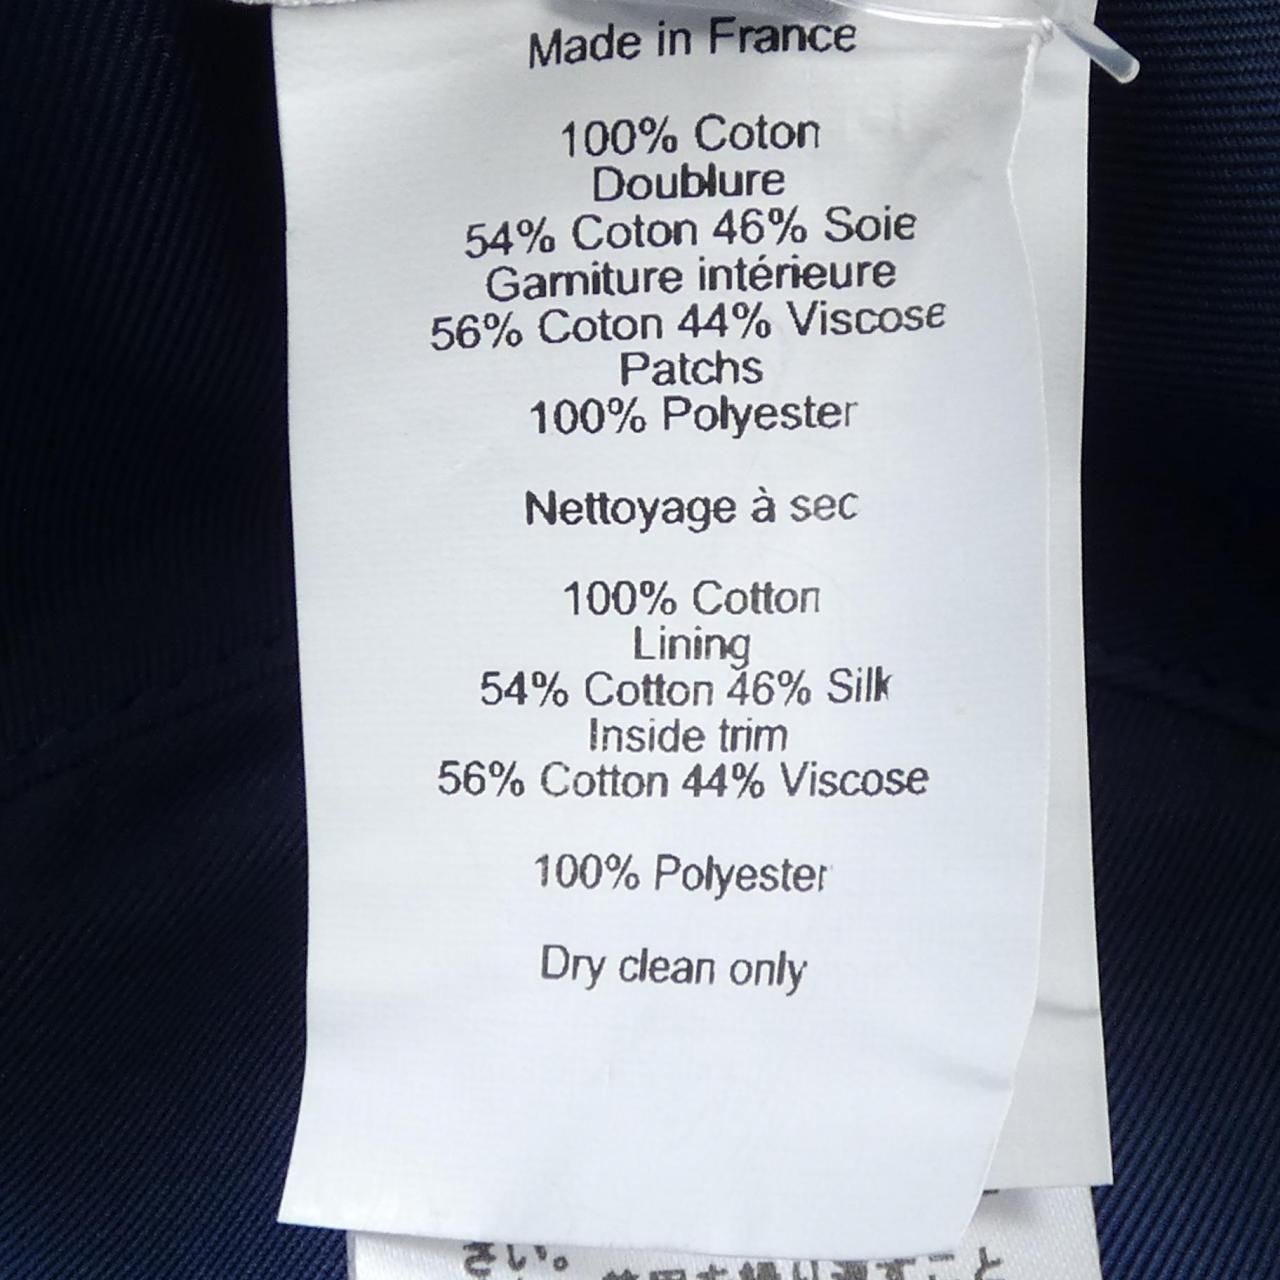 Made in France
100% Coton
Doublure
54% Coton 46% Soie
Garniture intérieure
56% Coton 44% Viscose
Patchs
100% Polyester
Nettoyage à sec
100% Cotton
Lining
54% Cotton 46% Silk
Inside trim
56% Cotton 44% Viscose
100% Polyester
Dry clean only
さい。